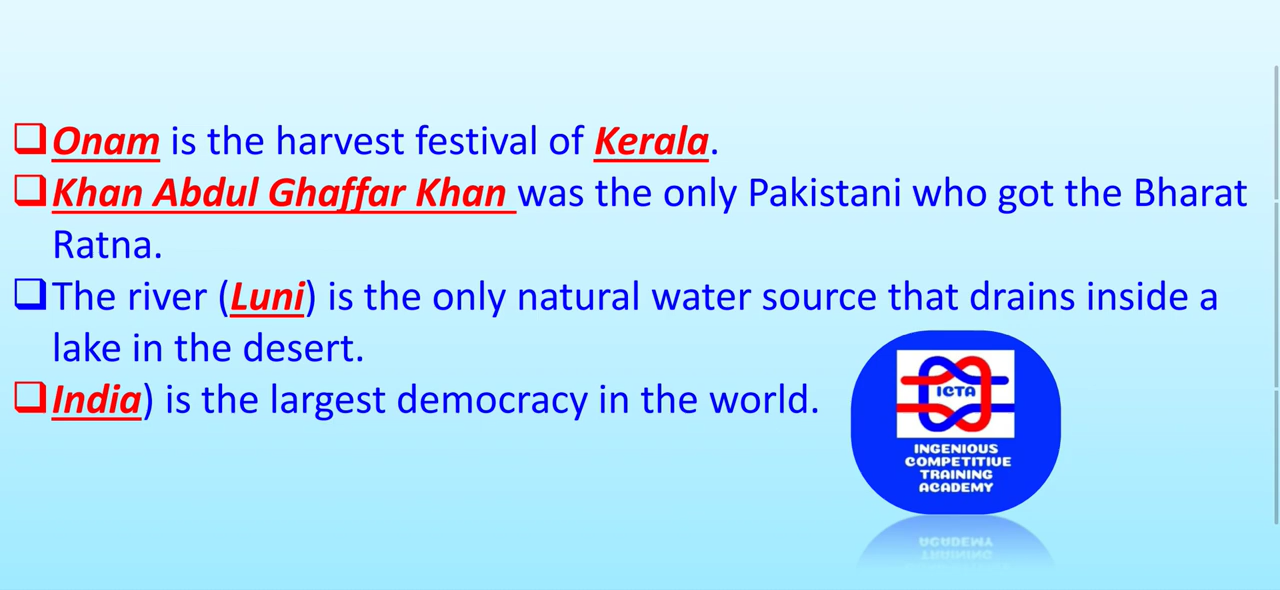 Onam is the harvest festival of Kerala.
Khan Abdul Ghaffar Khan was the only Pakistani who got the Bharat
Ratna.
The river (Luni) is the only natural water source that drains inside a
lake in the desert.
India) is the largest democracy in the world.
ICTA
INGENIOUS
COMPETITIVE
TRAINING
ACADEMY